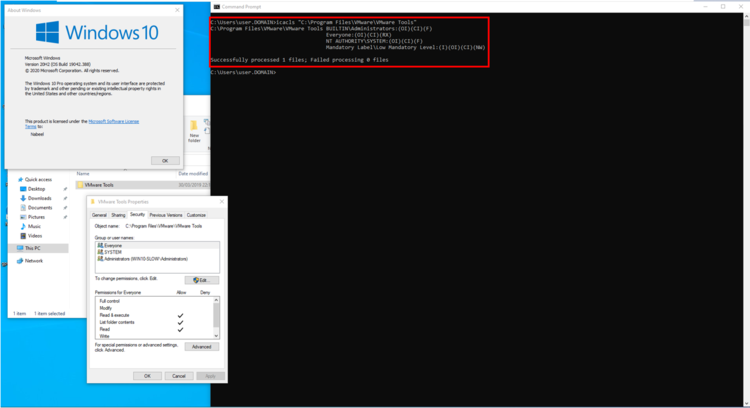 About Windows
Windows 10
Microsoft Windows
Version 20H2 (OS Build 19042.388)
© 2020 Microsoft Corporation. All rights reserved.
The Windows 10 Pro operating system and its user interface are protected
by trademark and other pending or existing intellectual property rights in
the United States and other countries/regions.
This product is licensed under the Microsoft Software License
Terms to:
Nabeel
OK
New
Folder
Date modified
Quick access
Desktop
Downloads
Documents
Pictures
Music
Videos
This PC
Network
VMware Tools
1 item
1 item selected
VMware Tools Properties
General
Sharing
Security
Previous Versions
Customize
Object name:
C:\Program Files\VMware\VMware Tools
Group or user names:
Everyone
SYSTEM
Administrators (WIN10-SLOW\Administrators)
To change permissions, click Edit.
Edit...
Permissions for Everyone
Allow
Deny
Full control
Modify
Read & execute
List folder contents
Read
Write
For special permissions or advanced settings,
click Advanced.
Advanced
OK
Cancel
Apply
Command Prompt
C:\Users\user.DOMAIN>icacls "C:\Program Files\VMware\VMware Tools"
C:\Program Files\VMware\VMware Tools BUILTIN\Administrators:(OI)(CI)(F)
Everyone:(OI)(CI)(RX)
NT AUTHORITY\SYSTEM:(OI)(CI)(F)
Mandatory Label\Low Mandatory Level:(I)(OI)(CI)(NW)
Successfully processed 1 files; Failed processing 0 files
C:\Users\user.DOMAIN>